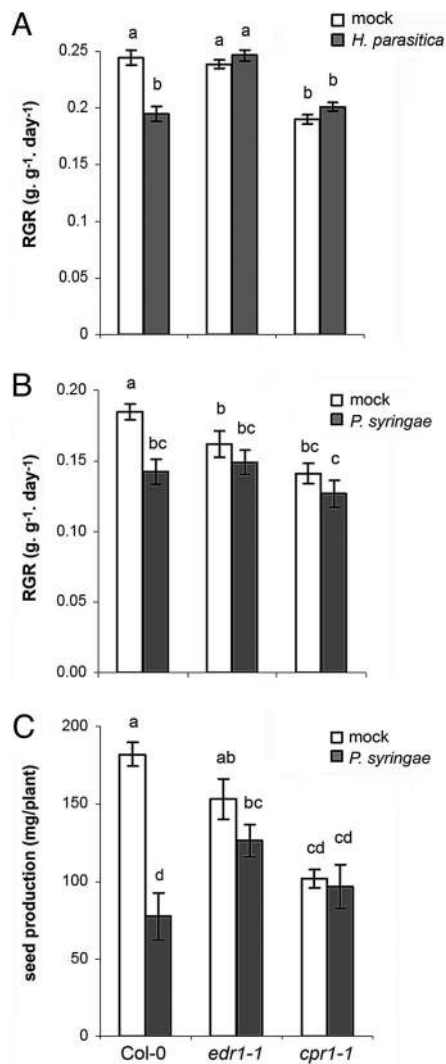 A
mock
H. parasitica
0.25
0.2
0.25
0.1
0.05
0
RGR (g. g-1. day-1)
a
b
a
a
b
b
B
mock
P. syringae
0.20
0.15
0.10
0.05
0.00
RGR (g. g-1. day-1)
a
bc
b
bc
bc
c
C
mock
P. syringae
200
150
100
50
0
seed production (mg/plant)
a
d
ab
bc
cd
cd
Col-0 edr1-1 cpr1-1